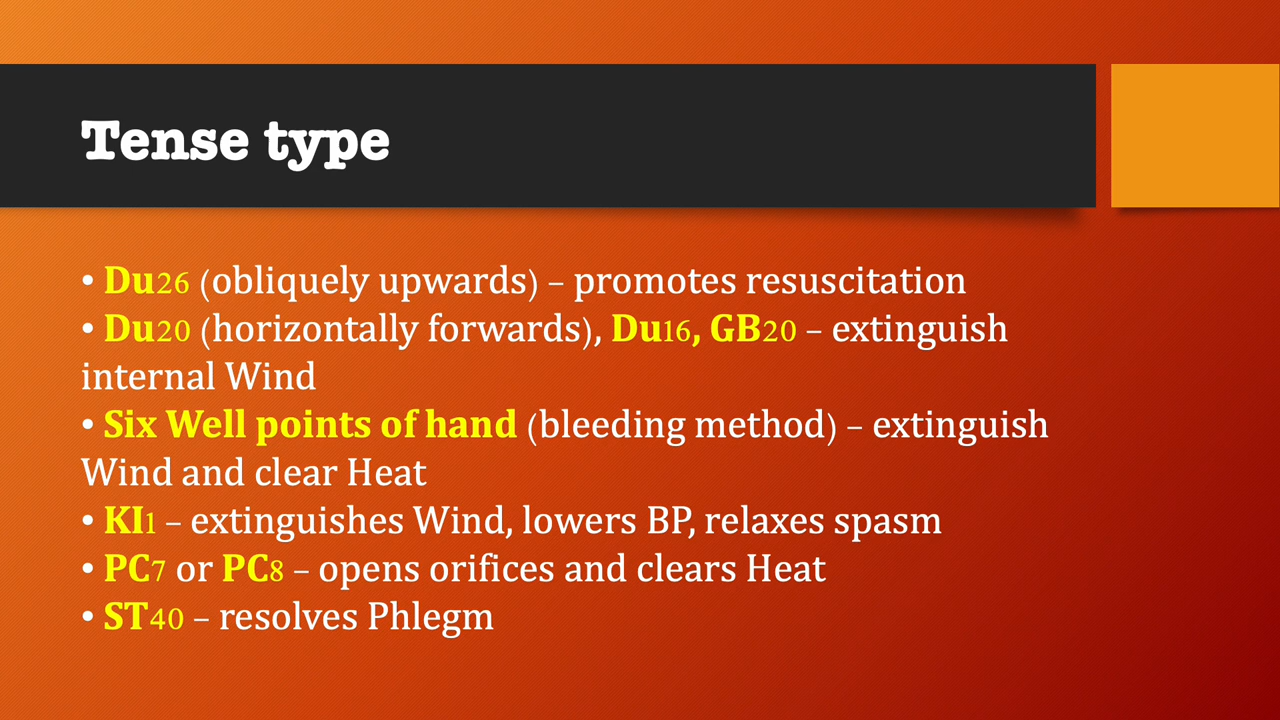 Tense type
• Du26 (obliquely upwards) – promotes resuscitation
• Du20 (horizontally forwards), Du16, GB20 – extinguish
internal Wind
• Six Well points of hand (bleeding method) – extinguish
Wind and clear Heat
• KI1 – extinguishes Wind, lowers BP, relaxes spasm
• PC7 or PC8 – opens orifices and clears Heat
• ST40 – resolves Phlegm